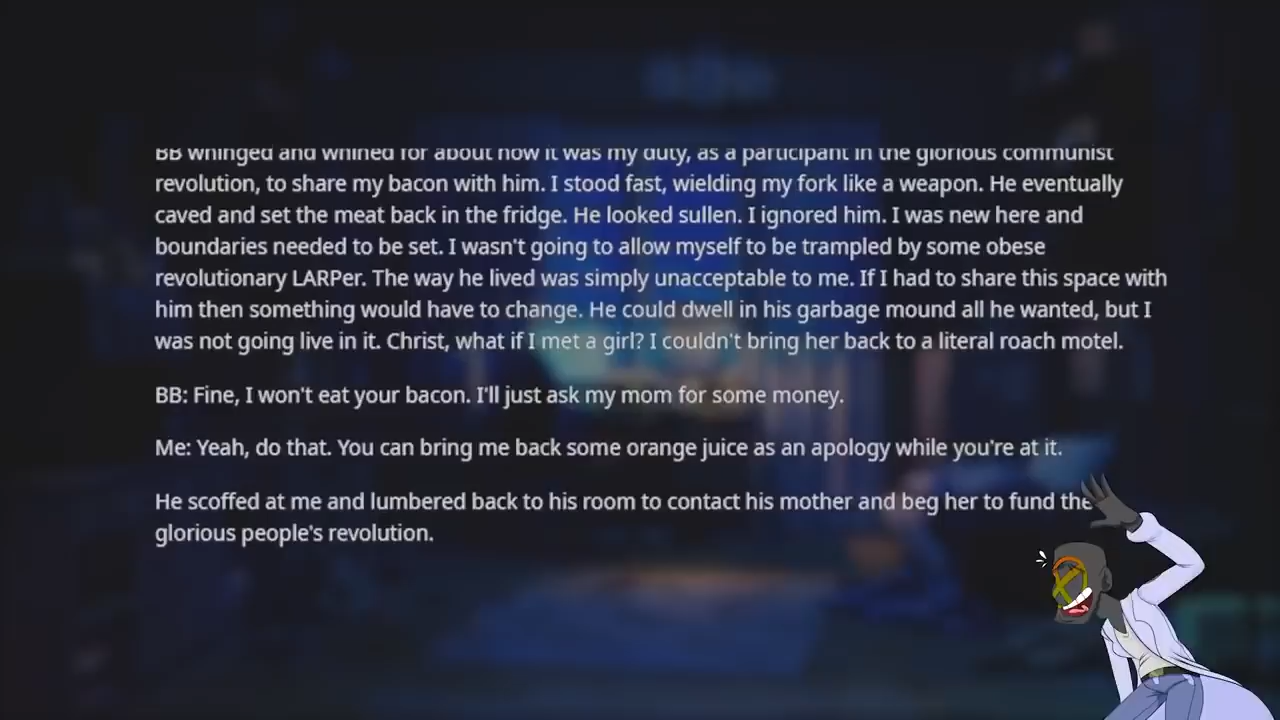 BB whinged and whined for about how it was my duty, as a participant in the glorious communist
revolution, to share my bacon with him. I stood fast, wielding my fork like a weapon. He eventually
caved and set the meat back in the fridge. He looked sullen. I ignored him. I was new here and
boundaries needed to be set. I wasn't going to allow myself to be trampled by some obese
revolutionary LARPer. The way he lived was simply unacceptable to me. If I had to share this space with
him then something would have to change. He could dwell in his garbage mound all he wanted, but I
was not going live in it. Christ, what if I met a girl? I couldn't bring her back to a literal roach motel.
BB: Fine, I won't eat your bacon. I'll just ask my mom for some money.
Me: Yeah, do that. You can bring me back some orange juice as an apology while you're at it.
He scoffed at me and lumbered back to his room to contact his mother and beg her to fund the
glorious people's revolution.